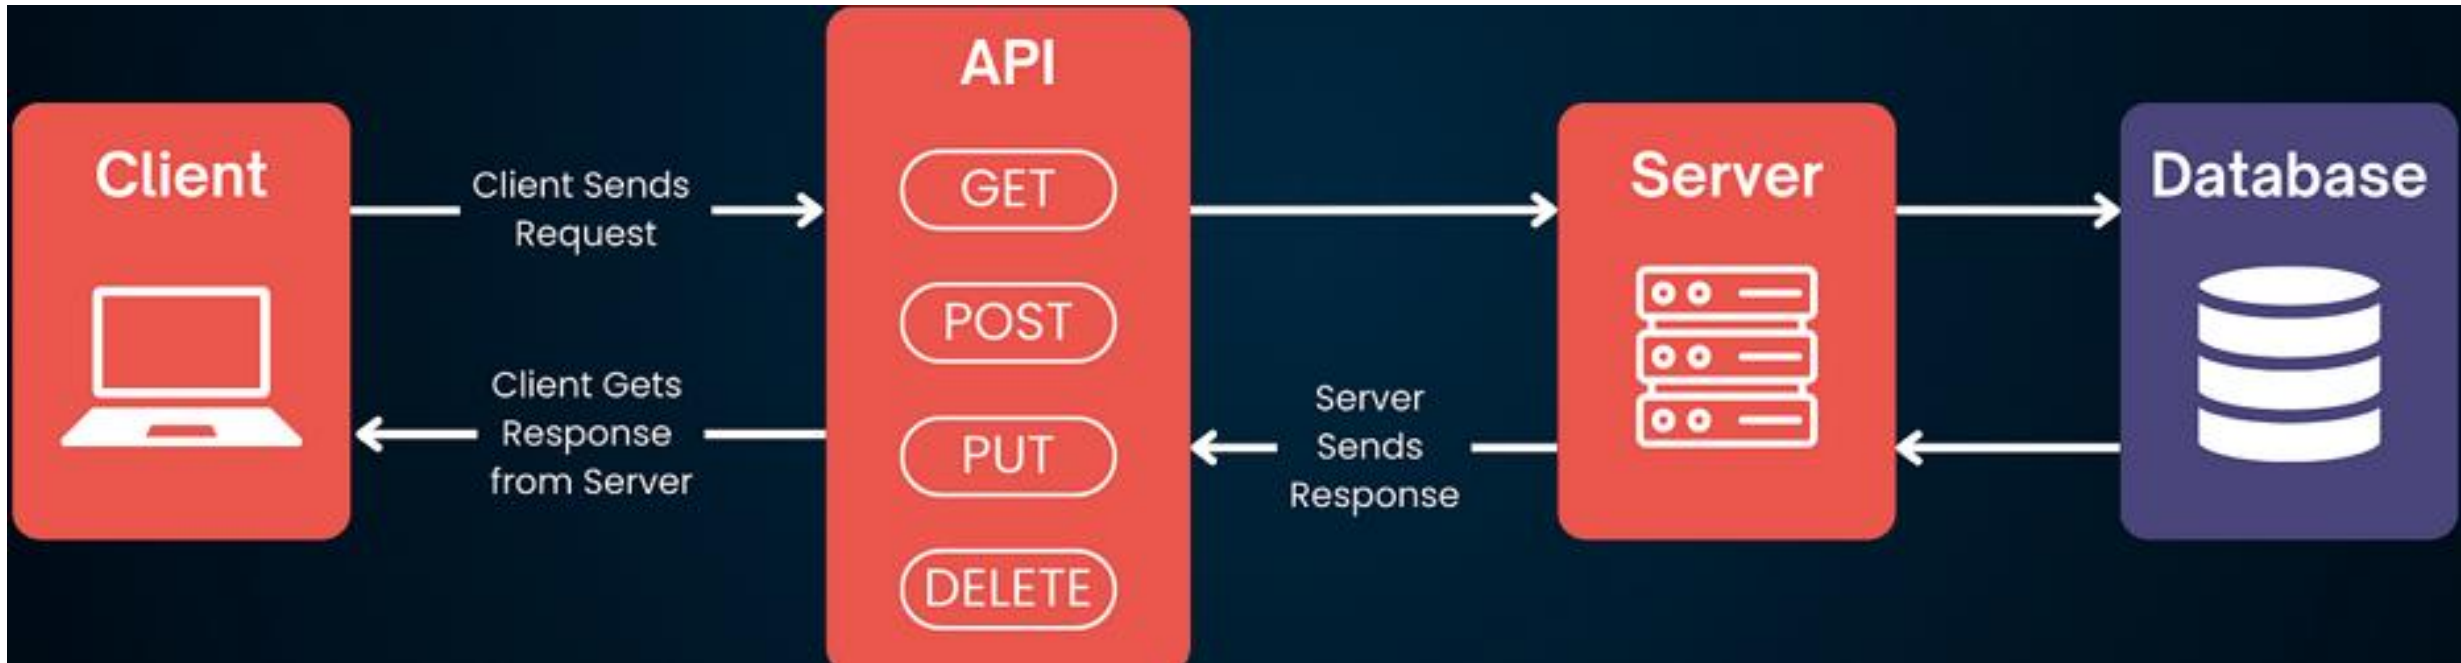 Client
Client Sends
Request
Client Gets
Response
from Server
API
GET
POST
PUT
DELETE
Server
Sends
Response
Server
Database